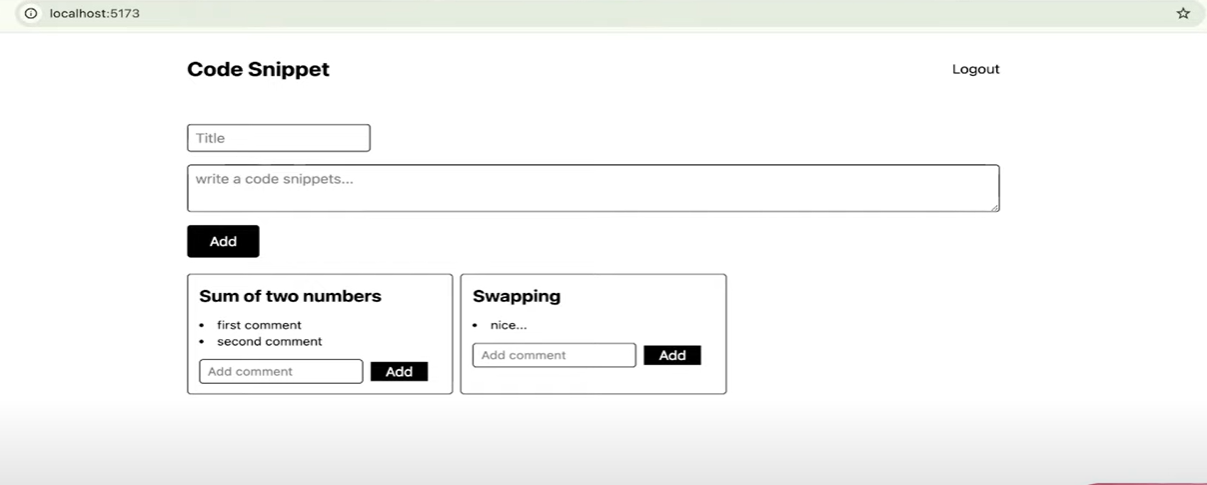 localhost:5173
Code Snippet
Logout
Title
write a code snippets...
Add
Sum of two numbers
• first comment
• second comment
Add comment Add
Swapping
• nice...
Add comment Add